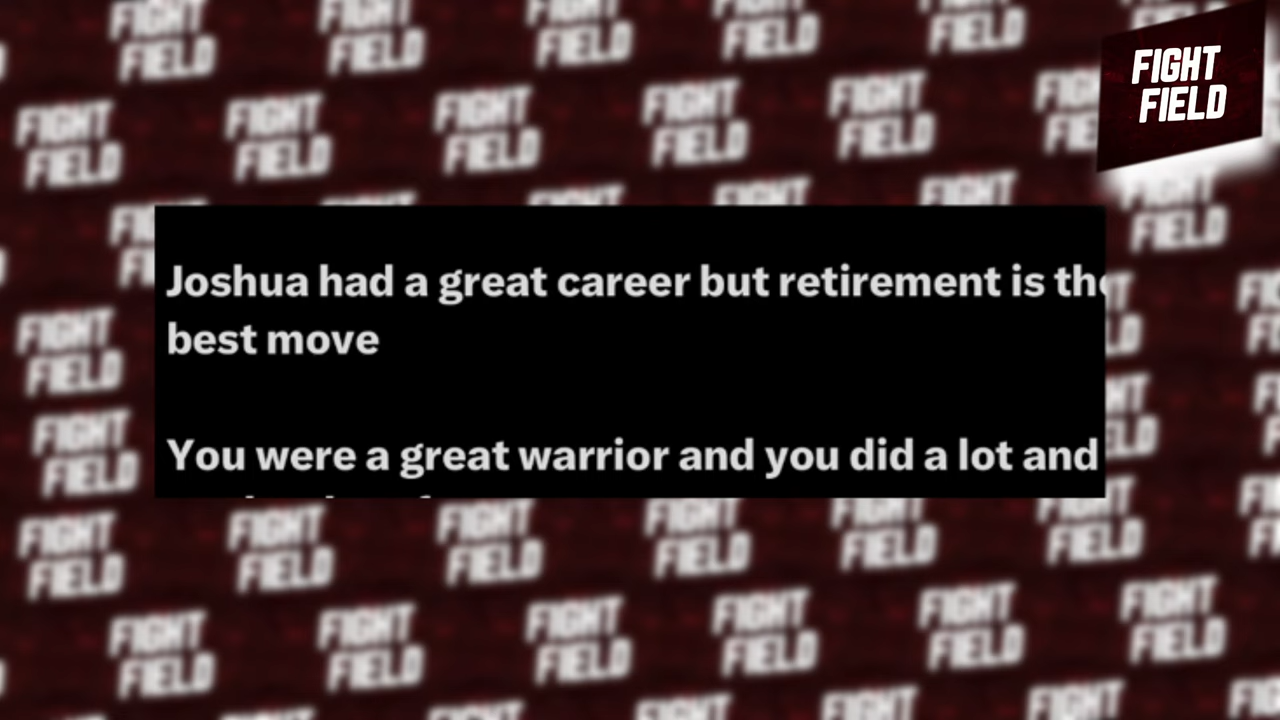 FIGHT
FIELD
Joshua had a great career but retirement is the
best move
You were a great warrior and you did a lot and